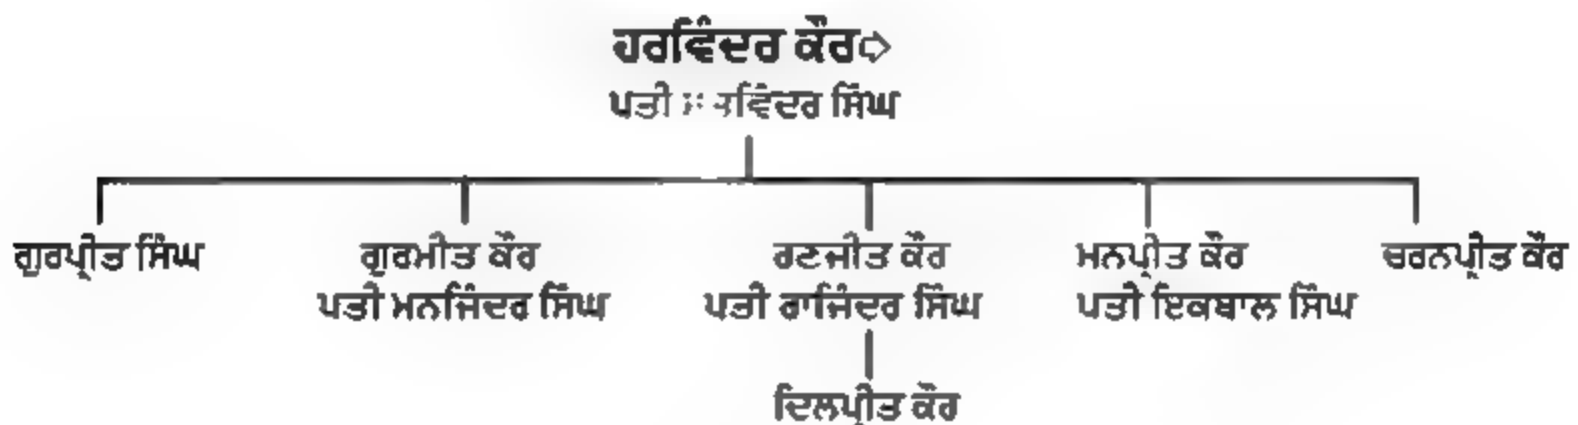 ਹਰਵਿੰਦਰ ਕੌਰ➪
ਪਤੀ ਸਿੰਘ
ਗੁਰਪ੍ਰੀਤ ਸਿੰਘ
ਗੁਰਮੀਤ ਕੌਰ
ਪਤੀ ਮਨਜਿੰਦਰ ਸਿੰਘ
ਰਣਜੀਤ ਕੌਰ
ਪਤੀ ਰਾਜਿੰਦਰ ਸਿੰਘ
ਦਿਲਪ੍ਰੀਤ ਕੌਰ
ਮਨਪ੍ਰੀਤ ਕੌਰ
ਪਤੀ ਇਕਬਾਲ ਸਿੰਘ
ਚਰਨਪ੍ਰੀਤ ਕੌਰ